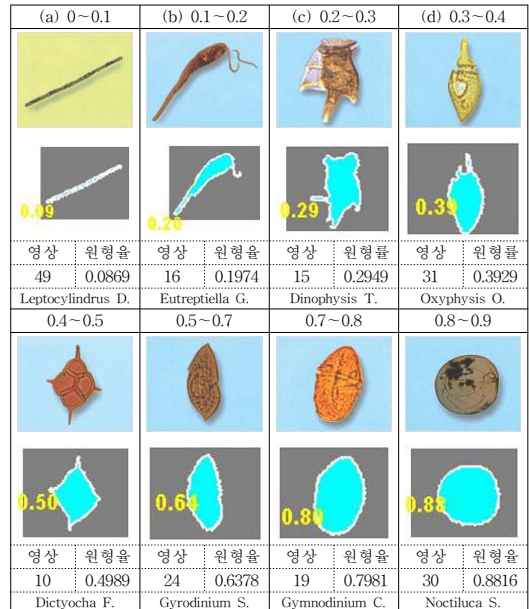 (a) 0~0.1 (b) 0.1~0.2 (c) 0.2~0.3 (d) 0.3~0.4
0.09 0.20 0.29 0.39
영상 원형율 영상 원형율 영상 원형률 영상 원형률
49 0.0869 16 0.1974 15 0.2949 31 0.3929
Leptocylindrus D. Eutreptiella G. Dinophysis T. Oxyphysis O.
0.4~0.5 0.5~0.7 0.7~0.8 0.8~0.9
0.50 0.64 0.80 0.88
영상 원형율 영상 원형율 영상 원형율 영상 원형율
10 0.4989 24 0.6378 19 0.7981 30 0.8816
Dictyocha F. Gyrodinium S. Gymnodinium C. Noctiluca S.